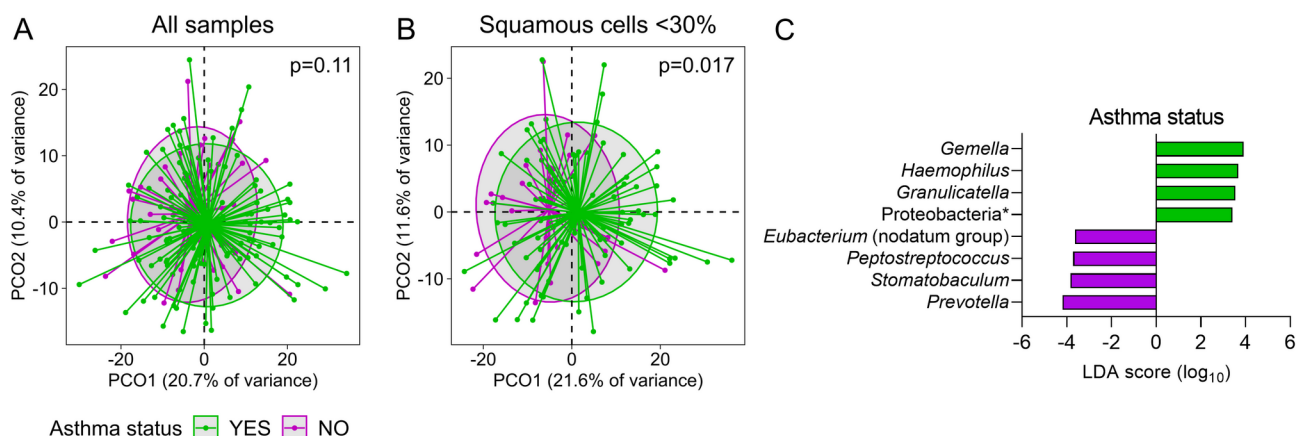 A
All samples
p=0.11
20
10
0
-10
PCO2 (10.4% of variance)
-20
0
20
PCO1 (20.7% of variance)
B
Squamous cells <30%
p=0.017
20
10
0
-10
PCO2 (11.6% of variance)
-20
0
20
PCO1 (21.6% of variance)
Asthma status YES NO
C
Asthma status
Gemella
Haemophilus
Granulicatella
Proteobacteria*
Eubacterium (nodatum group)
Peptostreptococcus
Stomatobaculum
Prevotella
-6 -4 -2 0 2 4 6
LDA score (log₁₀)